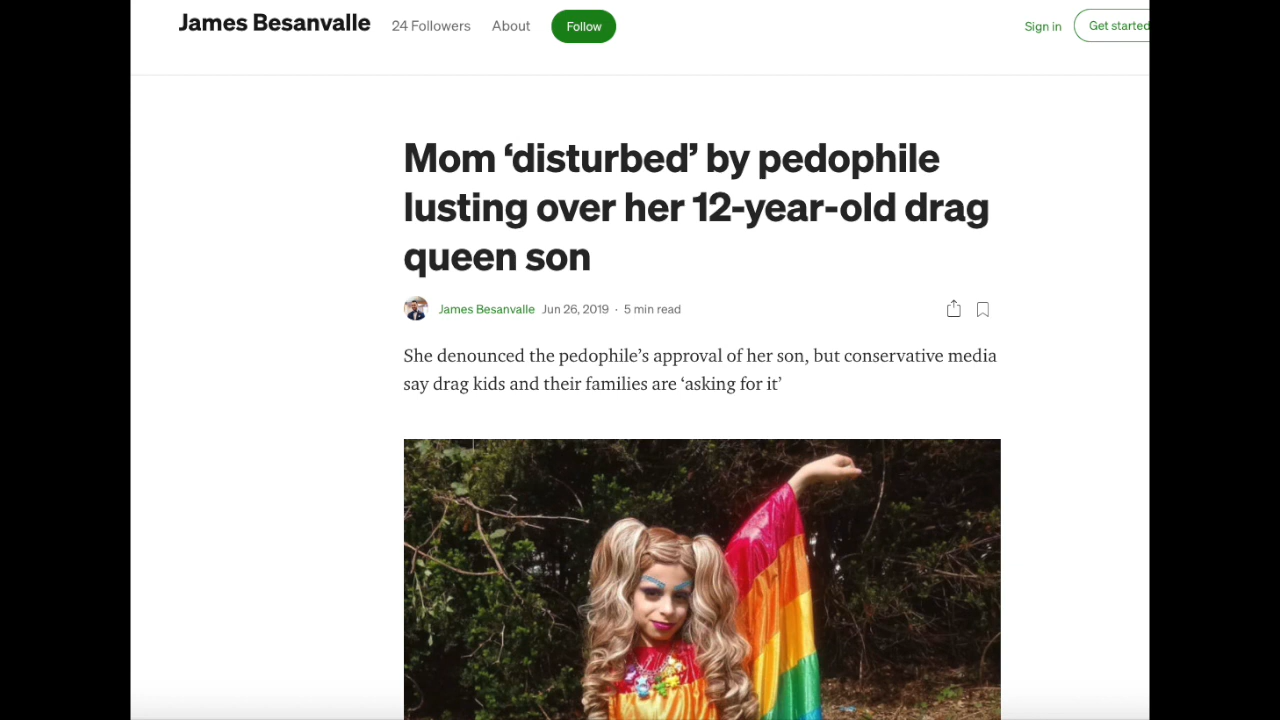 James Besanvalle 24 Followers About Follow Sign in Get started
Mom ‘disturbed’ by pedophile
lusting over her 12-year-old drag
queen son
James Besanvalle Jun 26, 2019 · 5 min read
She denounced the pedophile’s approval of her son, but conservative media
say drag kids and their families are ‘asking for it’